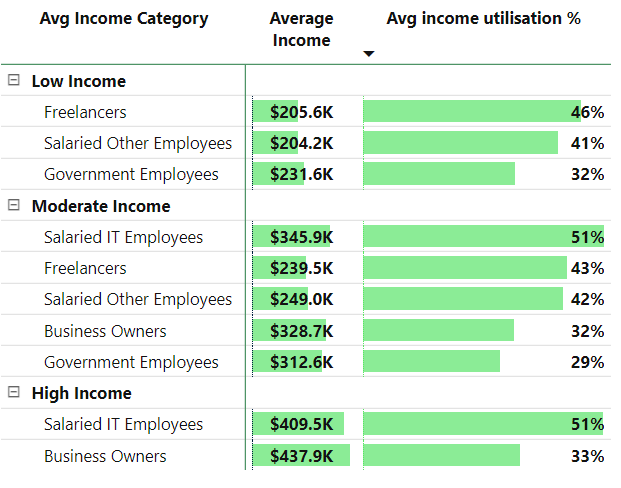 Avg Income Category Average Income Avg income utilisation %
Low Income
Freelancers $205.6K 46%
Salaried Other Employees $204.2K 41%
Government Employees $231.6K 32%
Moderate Income
Salaried IT Employees $345.9K 51%
Freelancers $239.5K 43%
Salaried Other Employees $249.0K 42%
Business Owners $328.7K 32%
Government Employees $312.6K 29%
High Income
Salaried IT Employees $409.5K 51%
Business Owners $437.9K 33%